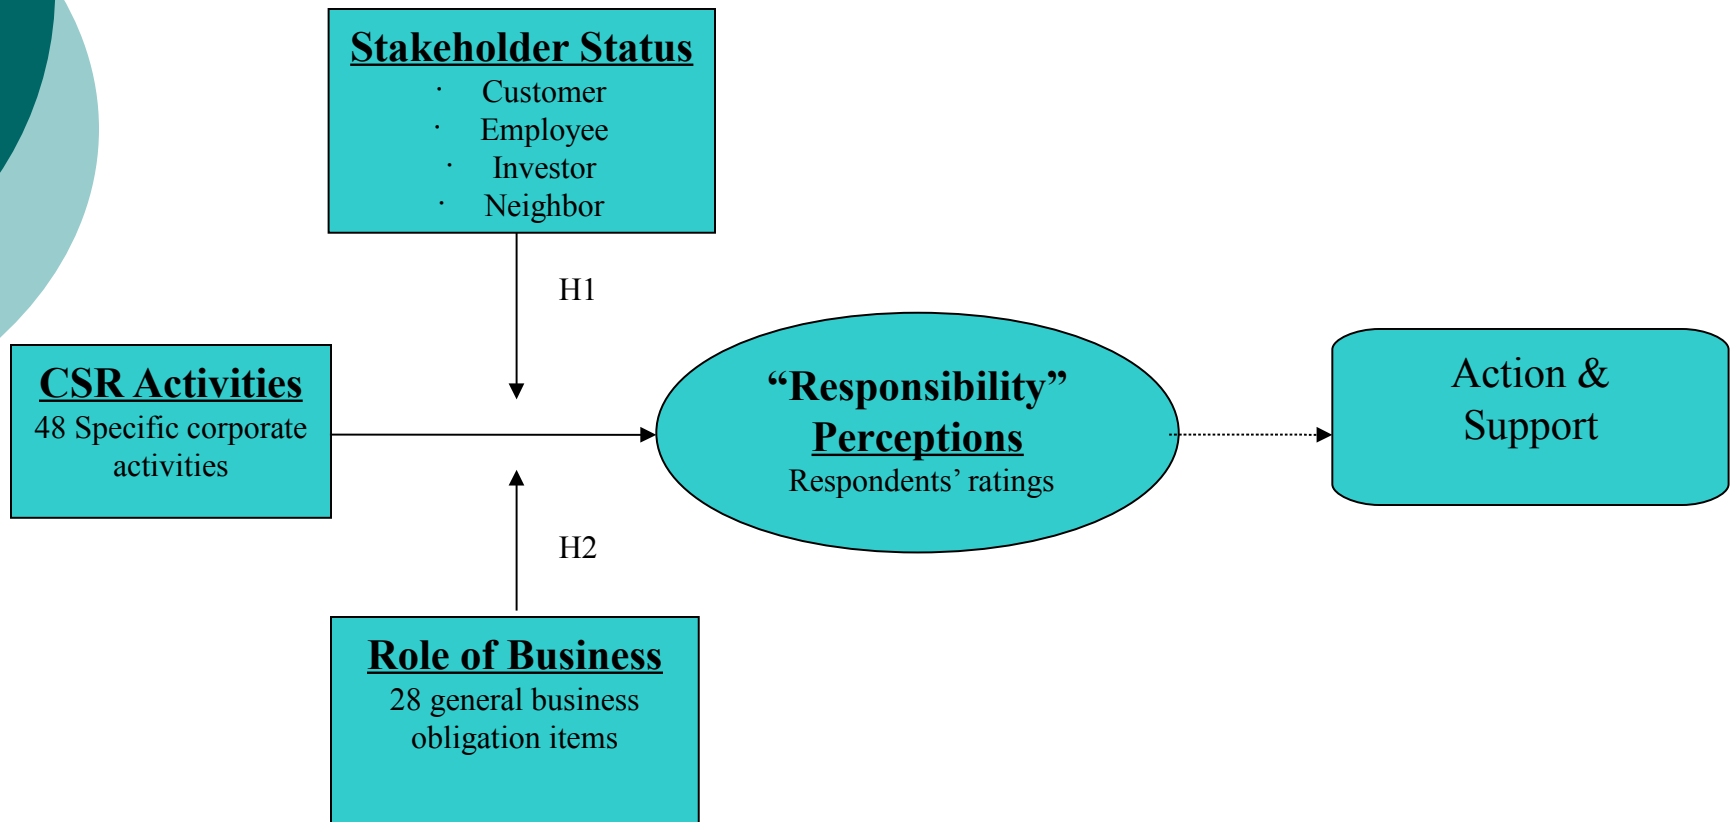 Stakeholder Status
· Customer
· Employee
· Investor
· Neighbor
H1
CSR Activities
48 Specific corporate
activities
“Responsibility”
Perceptions
Respondents’ ratings
Action &
Support
H2
Role of Business
28 general business
obligation items